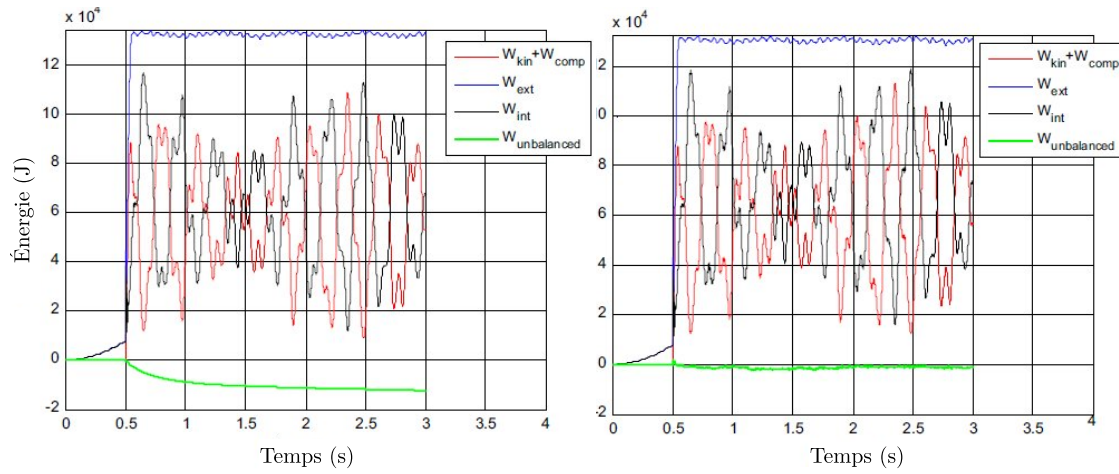 x 10⁴
12
10
8
6
4
2
0
-2
0 0.5 1 1.5 2 2.5 3 3.5 4
Énergie (J)
Temps (s)
W_kin+W_comp
W_ext
W_int
W_unbalanced
x 10⁴
12
10
8
6
4
2
0
-2
0 0.5 1 1.5 2 2.5 3 3.5 4
Temps (s)
W_kin+W_comp
W_ext
W_int
W_unbalanced